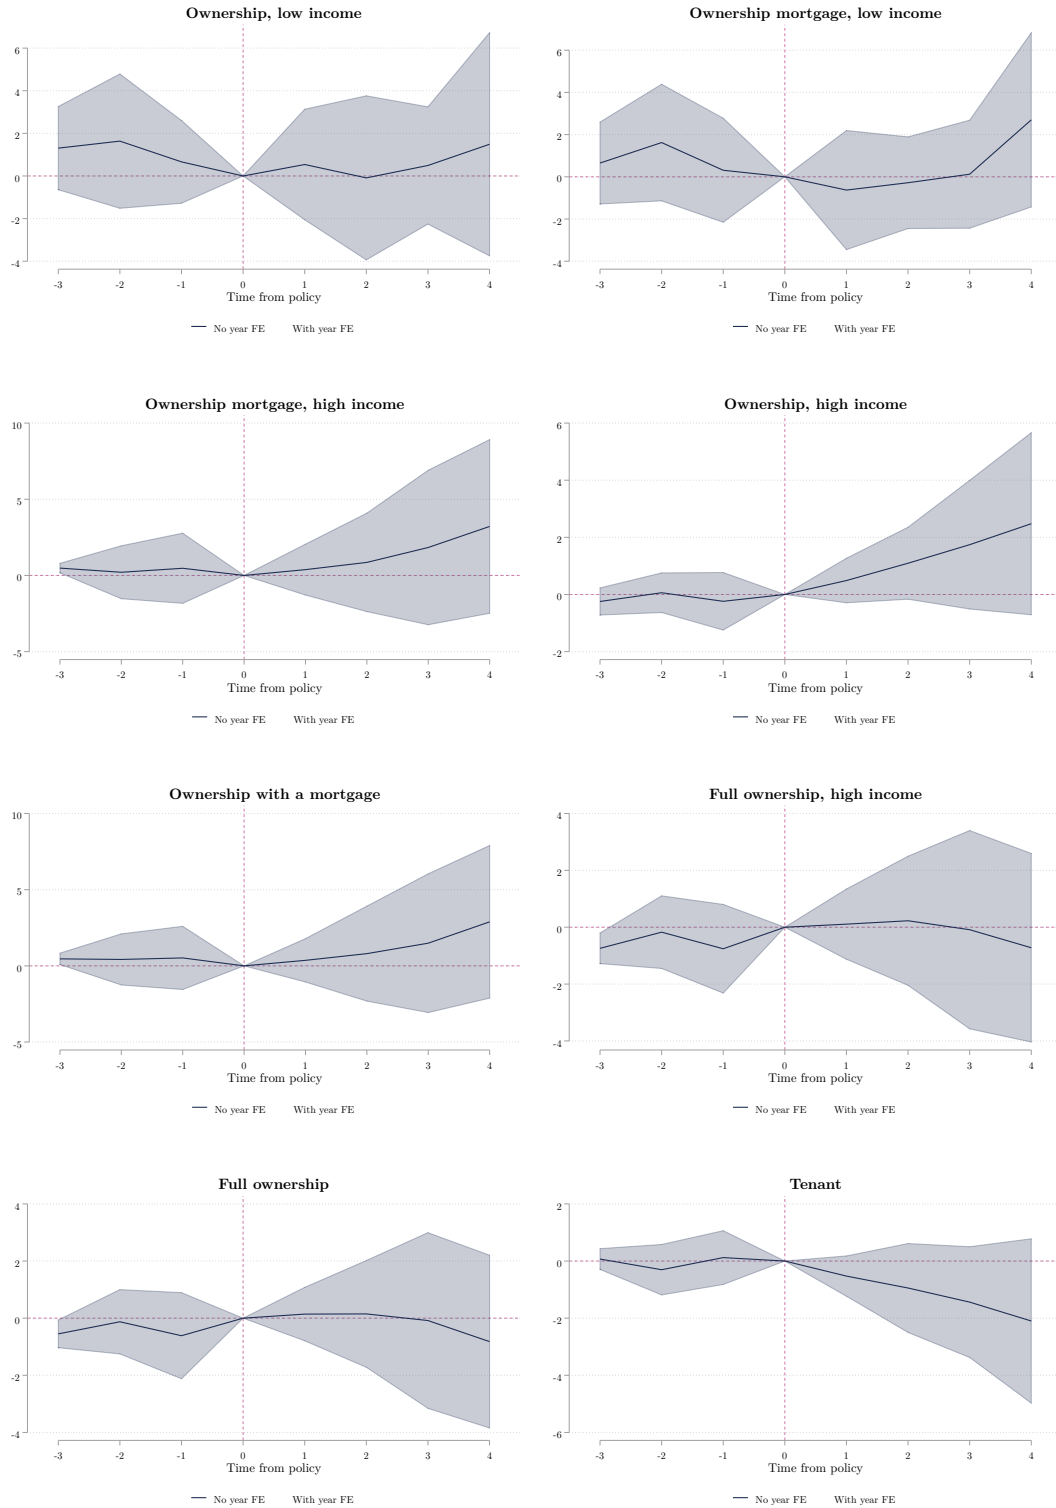 Ownership, low income
6
4
2
0
-2
-4
-3 -2 -1 0 1 2 3 4
Time from policy
No year FE With year FE
Ownership mortgage, low income
6
4
2
0
-2
-4
-3 -2 -1 0 1 2 3 4
Time from policy
No year FE With year FE
Ownership mortgage, high income
10
5
0
-5
-3 -2 -1 0 1 2 3 4
Time from policy
No year FE With year FE
Ownership, high income
6
4
2
0
-2
-3 -2 -1 0 1 2 3 4
Time from policy
No year FE With year FE
Ownership with a mortgage
10
5
0
-5
-3 -2 -1 0 1 2 3 4
Time from policy
No year FE With year FE
Full ownership, high income
4
2
0
-2
-4
-3 -2 -1 0 1 2 3 4
Time from policy
No year FE With year FE
Full ownership
4
2
0
-2
-4
-3 -2 -1 0 1 2 3 4
Time from policy
No year FE With year FE
Tenant
2
0
-2
-4
-6
-3 -2 -1 0 1 2 3 4
Time from policy
No year FE With year FE